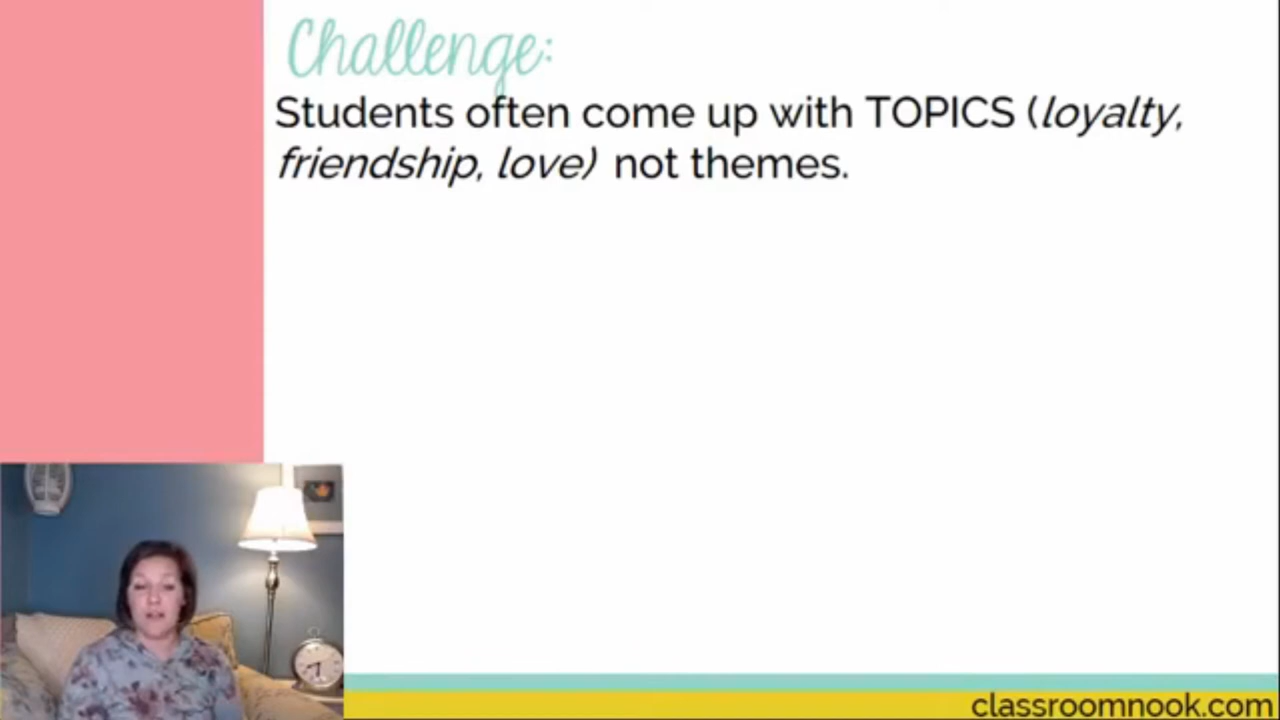 Challenge:
Students often come up with TOPICS (loyalty,
friendship, love) not themes.
classroomnook.com